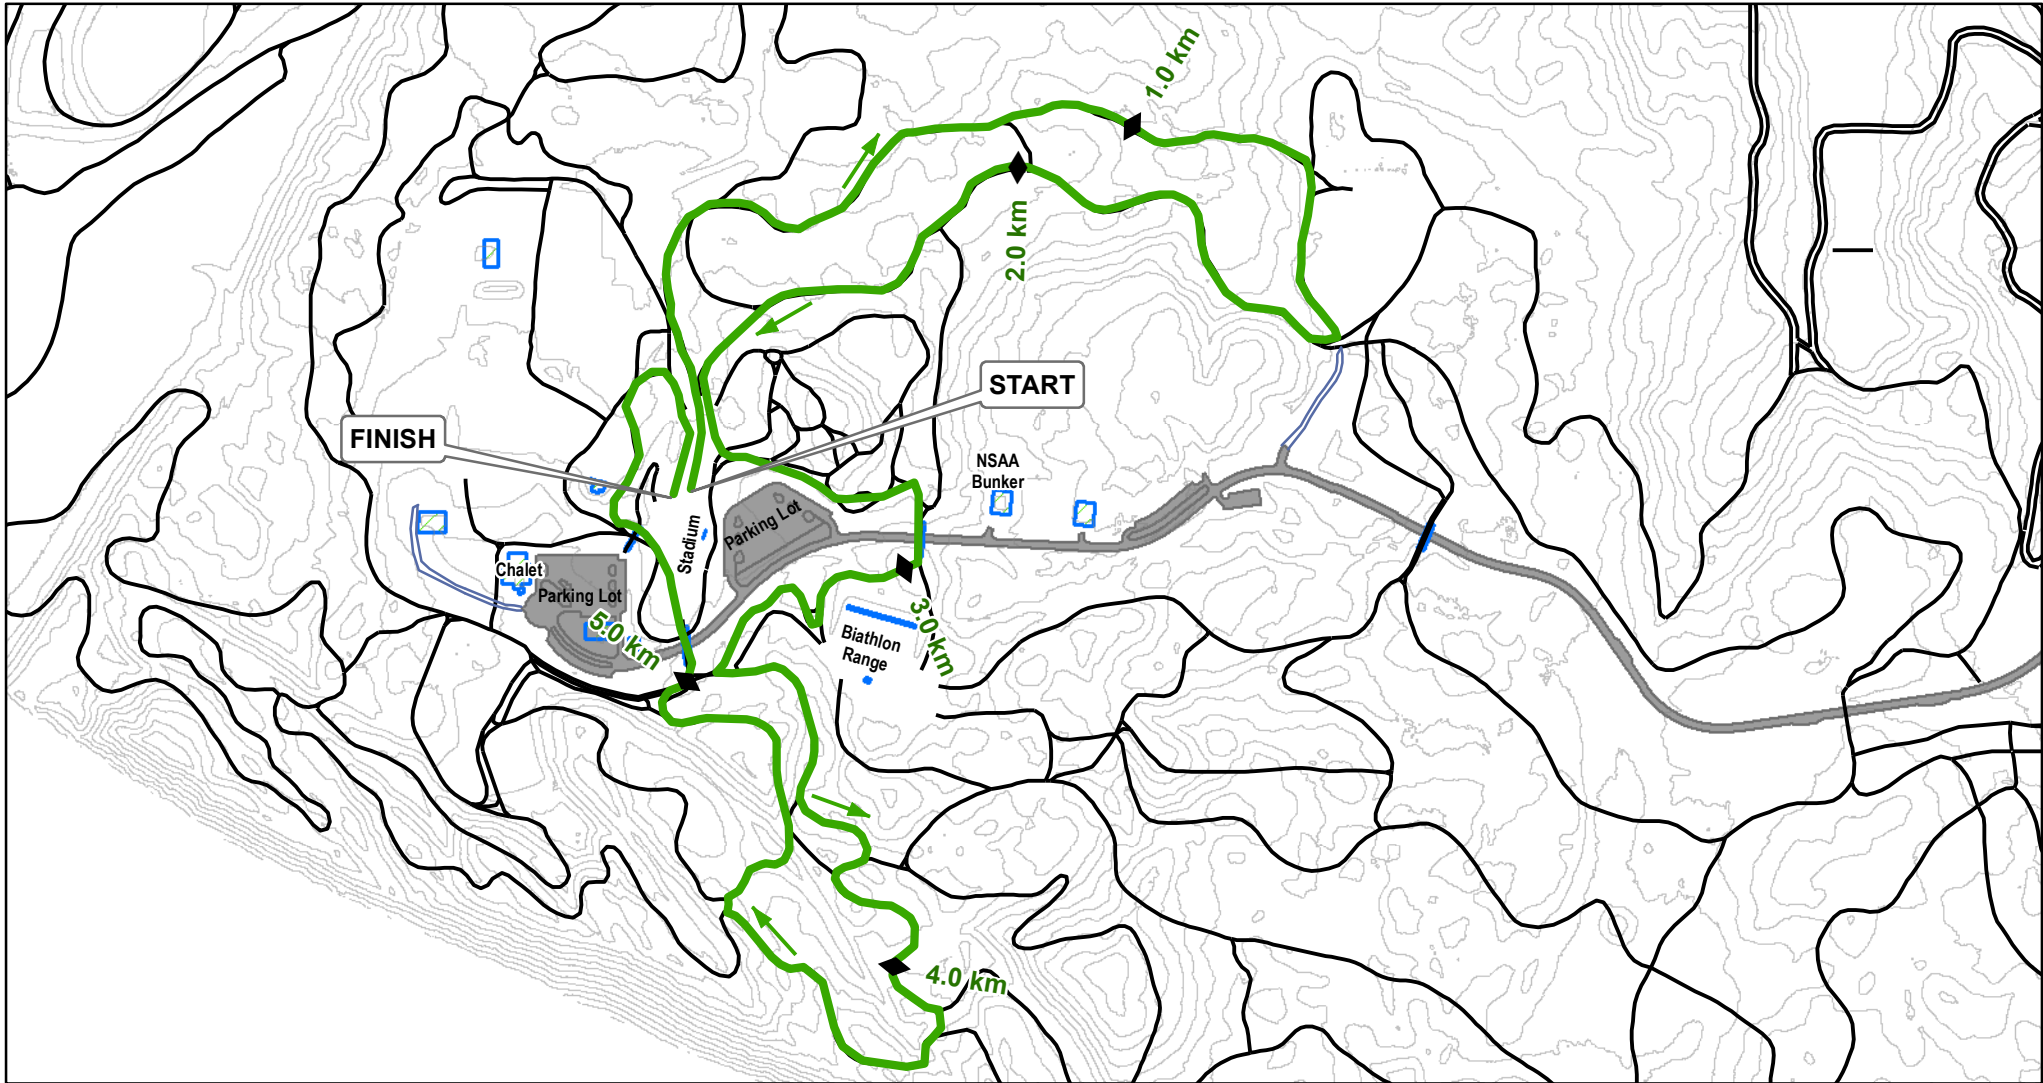 1.0 km
2.0 km
START
FINISH
NSAA
Bunker
Parking Lot
Stadium
Chalet
Parking Lot
5.0 km
3.0 km
Biathlon
Range
4.0 km